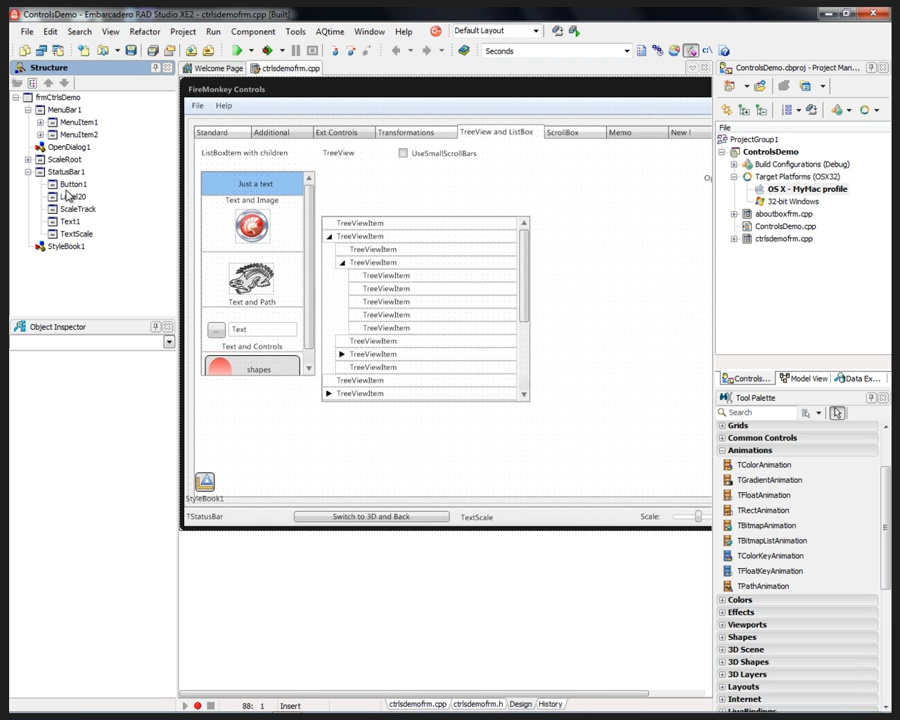 ControlsDemo - Embarcadero RAD Studio XE2 - ctrlsdemofrm.cpp [Built]
File Edit Search View Refactor Project Run Component Tools AQtime Window Help Default Layout
Seconds
Structure
frmCtrlsDemo
MenuBar1
MenuItem1
MenuItem2
OpenDialog1
ScaleRoot
StatusBar1
Button1
ScaleTrack
Text1
TextScale
StyleBook1
Object Inspector
Welcome Page ctrlsdemofrm.cpp
FireMonkey Controls
File Help
Standard Additional Ext Controls Transformations TreeView and ListBox ScrollBox Memo New !
ListBoxItem with children TreeView UseSmallScrollBars
Just a text
Text and Image
Text and Path
... Text
Text and Controls
shapes
TreeViewItem
TreeViewItem
TreeViewItem
TreeViewItem
TreeViewItem
TreeViewItem
TreeViewItem
TreeViewItem
TreeViewItem
TreeViewItem
TreeViewItem
TreeViewItem
TreeViewItem
TreeViewItem
StyleBook1
TStatusBar Switch to 3D and Back TextScale Scale:
88: 1 Insert ctrlsdemofrm.cpp ctrlsdemofrm.h Design History
ControlsDemo.cbproj - Project Man...
File
ProjectGroup1
ControlsDemo
Build Configurations (Debug)
Target Platforms (OSX32)
OS X - MyMac profile
32-bit Windows
aboutboxfrm.cpp
ControlsDemo.cpp
ctrlsdemofrm.cpp
Controls... Model View Data Ex...
Tool Palette
Search
Grids
Common Controls
Animations
TColorAnimation
TGradientAnimation
TFloatAnimation
TRectAnimation
TBitmapAnimation
TBitmapListAnimation
TColorKeyAnimation
TFloatKeyAnimation
TPathAnimation
Colors
Effects
Viewports
Shapes
3D Scene
3D Shapes
3D Layers
Layouts
Internet
LiveBindings